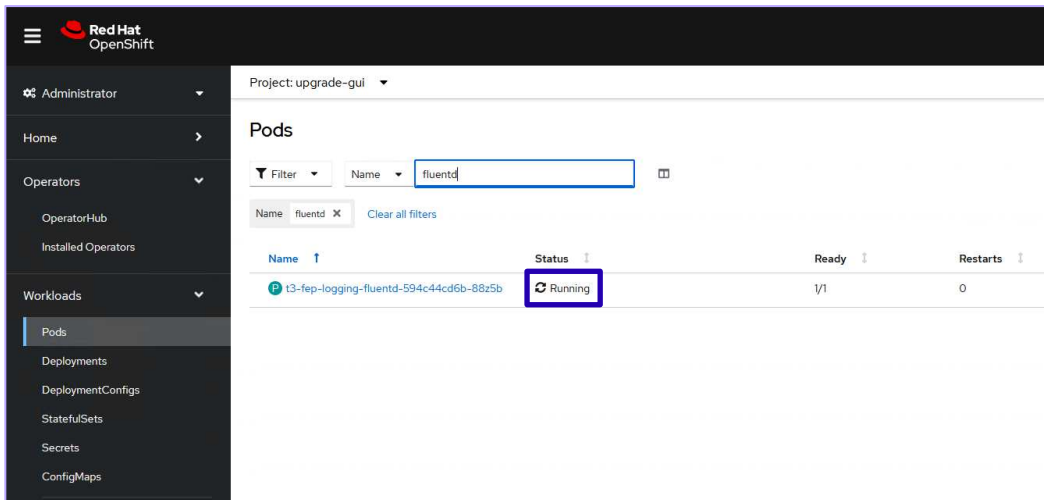 Red Hat
OpenShift
Administrator
Home
Operators
OperatorHub
Installed Operators
Workloads
Pods
Deployments
DeploymentConfigs
StatefulSets
Secrets
ConfigMaps
Project: upgrade-gui
Pods
Filter Name fluentd
Name fluentd Clear all filters
Name Status Ready Restarts
P t3-fep-logging-fluentd-594c44cd6b-88z5b Running 1/1 0